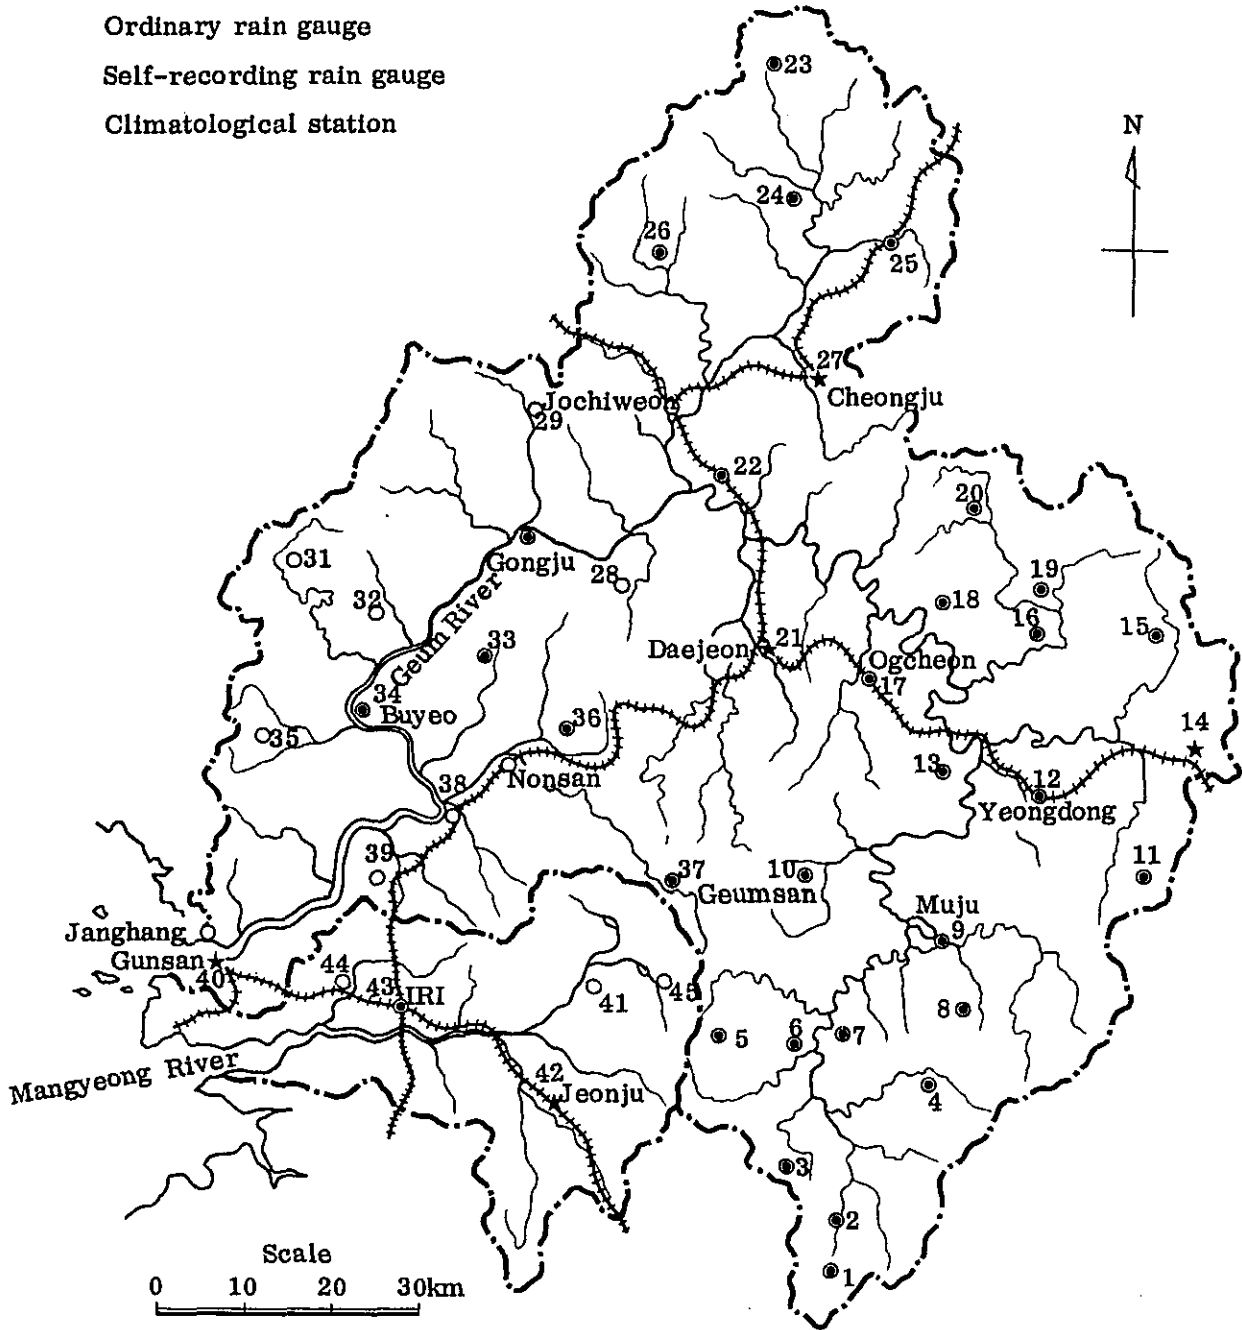 Ordinary rain gauge
Self-recording rain gauge
Climatological station
23
N
24
26
25
27
Cheongju
Jochiweon
29
22
20
31
Gongju
28
19
32
18
Geum River
33
16
15
Daejeon
21
Ogcheon
17
34
Buyeo
36
14
35
Nonsan
13
38
12
Yeongdong
39
37
10
11
Geumsan
Muju
Janghang
9
Gunsan
40
44
43
IRI
41
45
8
5
6
7
Mangyeong River
42
Jeonju
4
3
2
1
Scale
0 10 20 30km